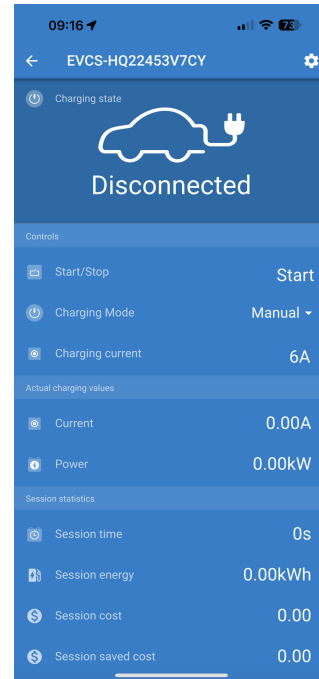 09:16
73
EVCS-HQ22453V7CY
Charging state
Disconnected
Controls
Start/Stop Start
Charging Mode Manual
Charging current 6A
Actual charging values
Current 0.00A
Power 0.00kW
Session statistics
Session time 0s
Session energy 0.00kWh
Session cost 0.00
Session saved cost 0.00